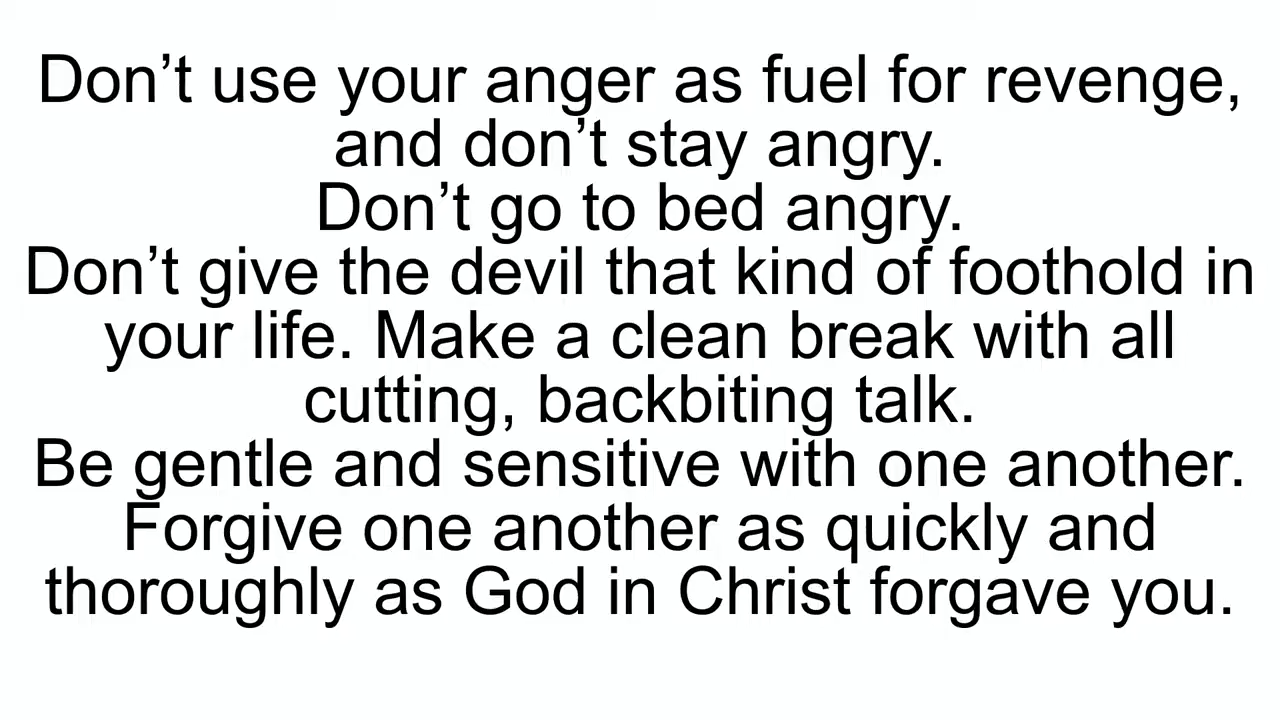 Don’t use your anger as fuel for revenge,
and don’t stay angry.
Don’t go to bed angry.
Don’t give the devil that kind of foothold in
your life. Make a clean break with all
cutting, backbiting talk.
Be gentle and sensitive with one another.
Forgive one another as quickly and
thoroughly as God in Christ forgave you.